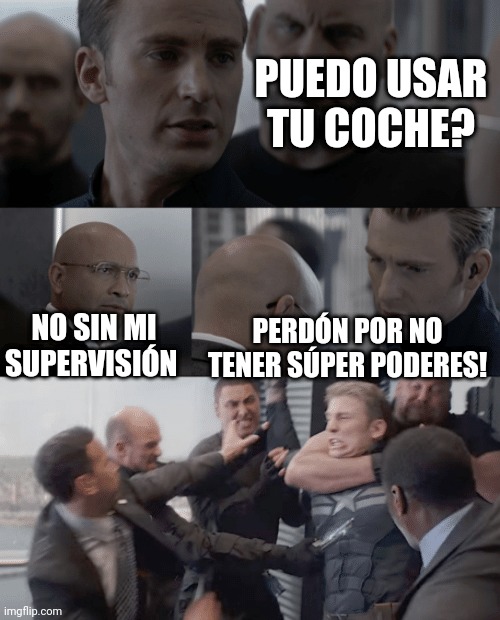 PUEDO USAR
TU COCHE?
NO SIN MI
SUPERVISIÓN
PERDÓN POR NO
TENER SÚPER PODERES!
imgflip.com